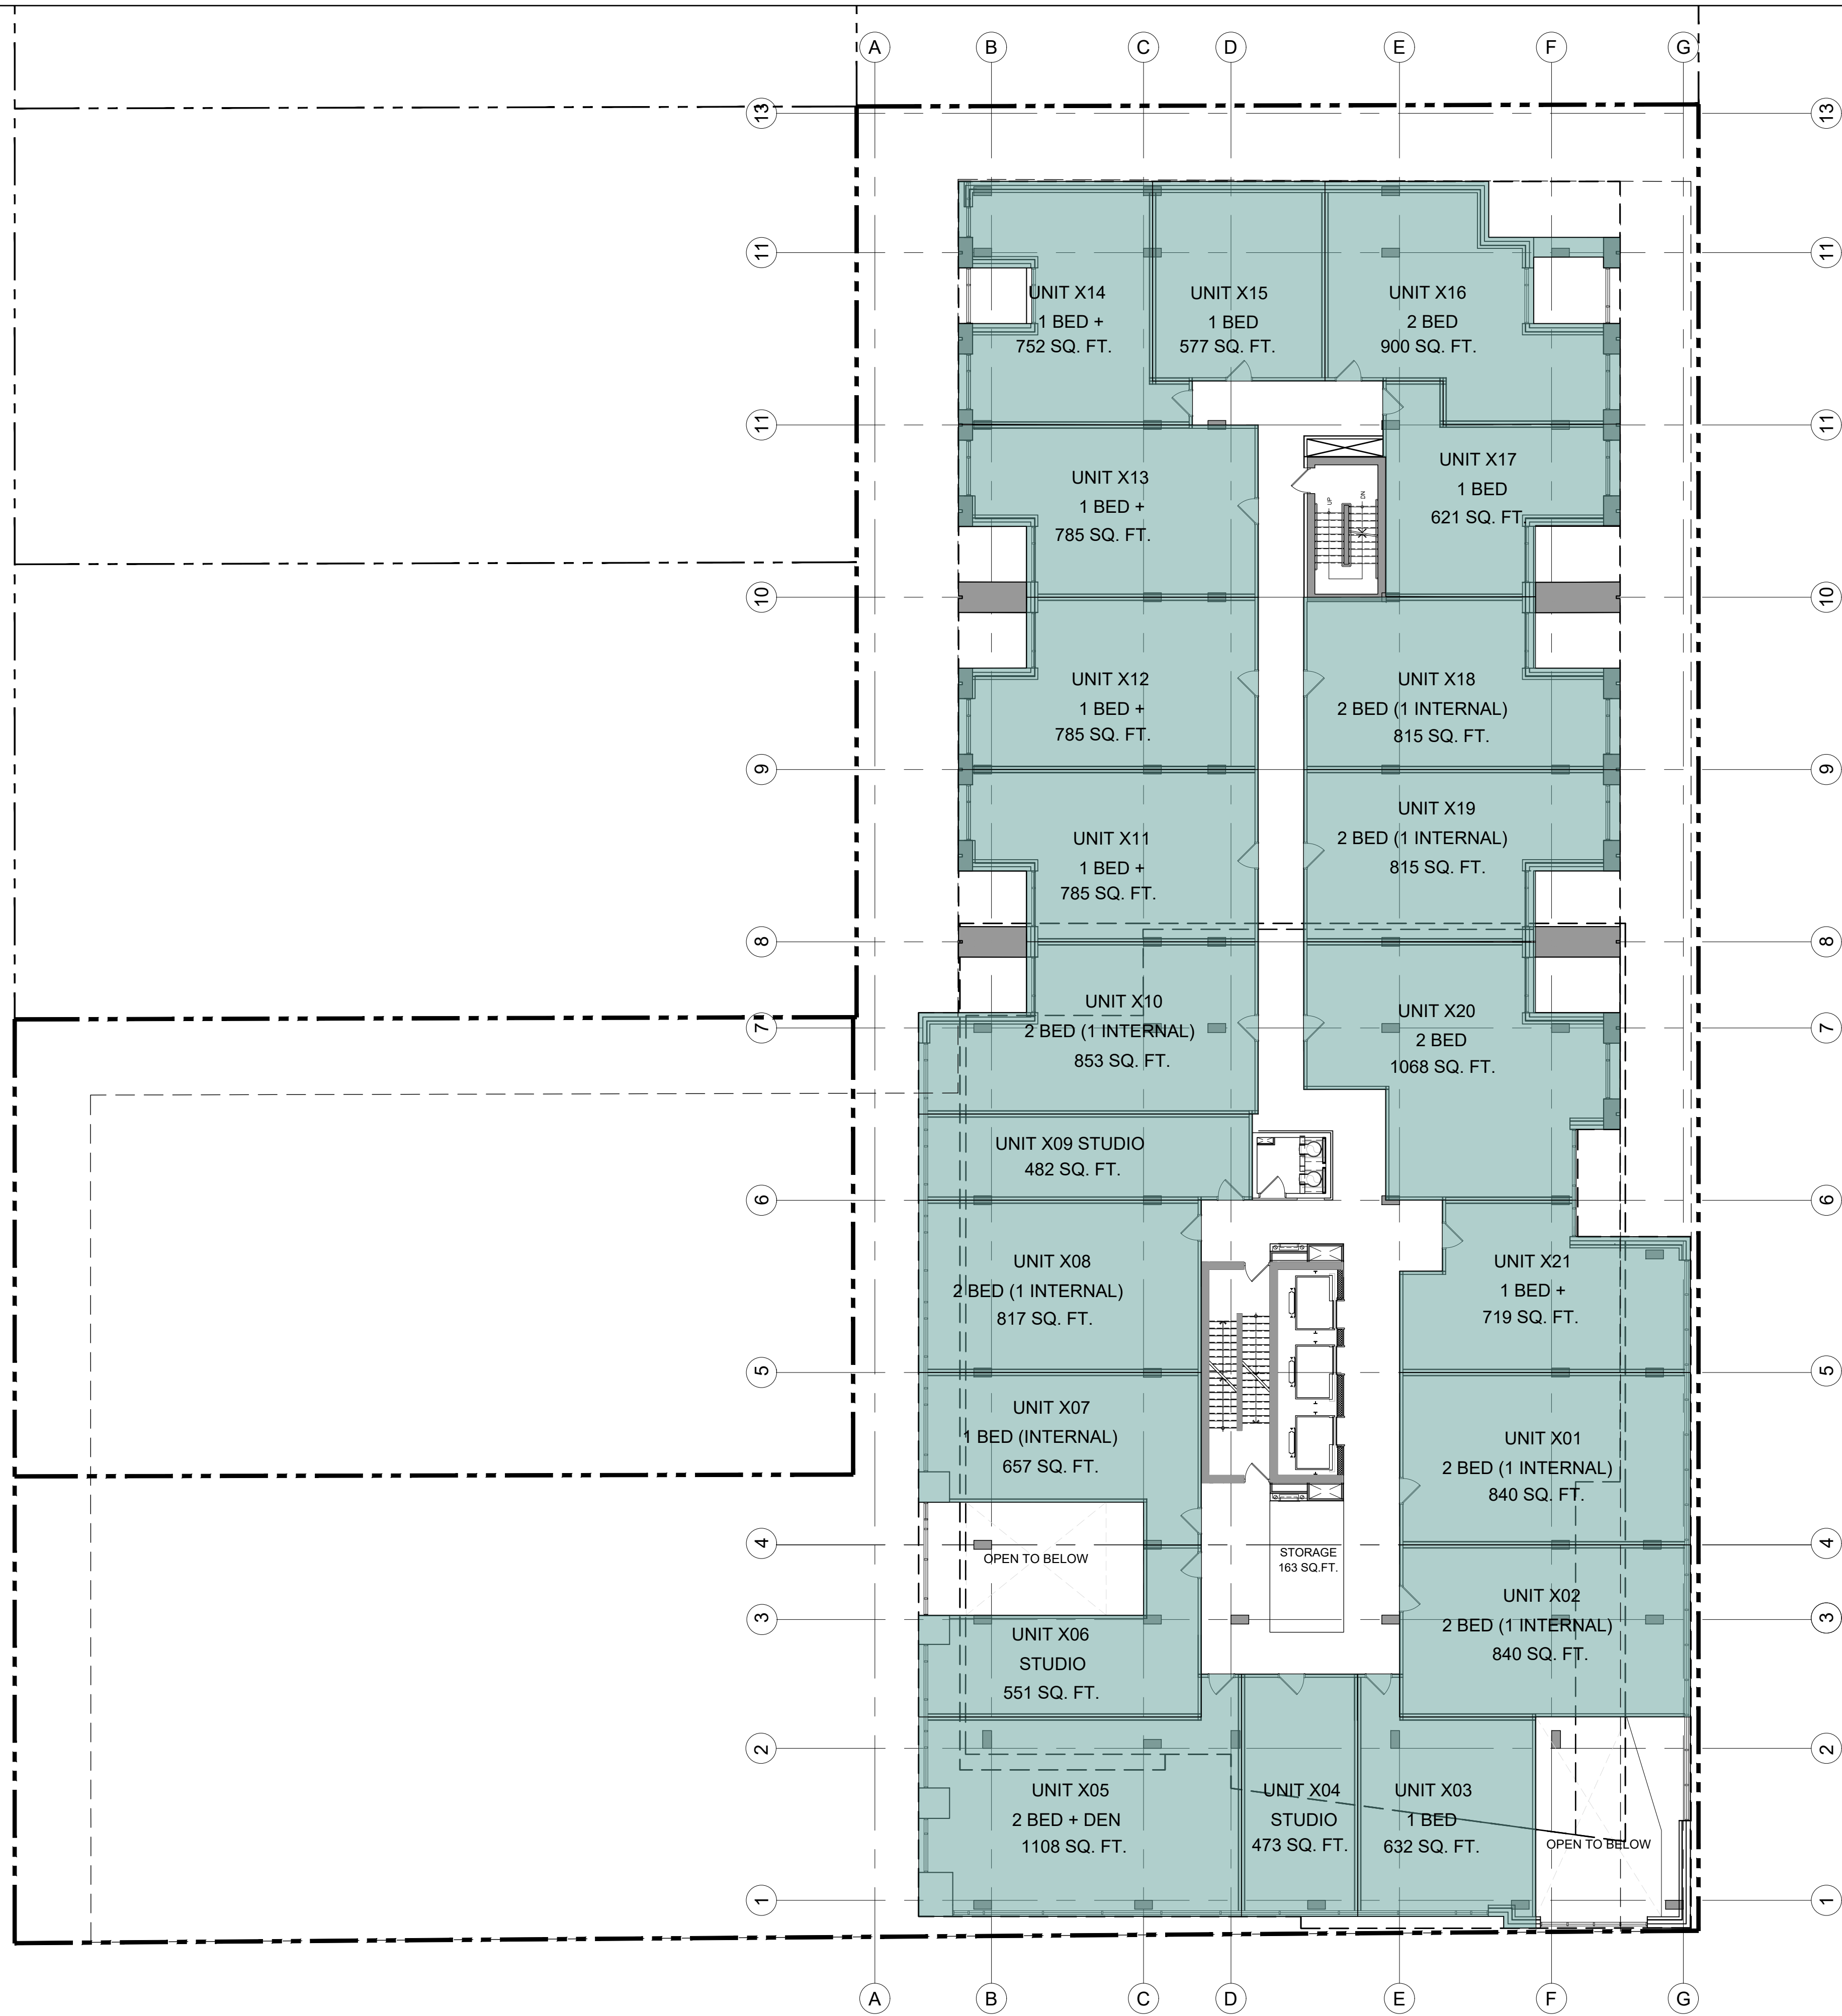 A B C D E F G
13 13
11 11
UNIT X14
1 BED +
752 SQ. FT.
UNIT X15
1 BED
577 SQ. FT.
UNIT X16
2 BED
900 SQ. FT.
11 11
UNIT X13
1 BED +
785 SQ. FT.
UP
DN
UNIT X17
1 BED
621 SQ. FT.
10 10
UNIT X12
1 BED +
785 SQ. FT.
UNIT X18
2 BED (1 INTERNAL)
815 SQ. FT.
9 9
UNIT X11
1 BED +
785 SQ. FT.
UNIT X19
2 BED (1 INTERNAL)
815 SQ. FT.
8 8
UNIT X10
2 BED (1 INTERNAL)
853 SQ. FT.
UNIT X20
2 BED
1068 SQ. FT.
7 7
UNIT X09 STUDIO
482 SQ. FT.
6 6
UNIT X08
2 BED (1 INTERNAL)
817 SQ. FT.
UNIT X21
1 BED +
719 SQ. FT.
5 5
UNIT X07
1 BED (INTERNAL)
657 SQ. FT.
UNIT X01
2 BED (1 INTERNAL)
840 SQ. FT.
4 4
OPEN TO BELOW
STORAGE
163 SQ.FT.
UNIT X02
2 BED (1 INTERNAL)
840 SQ. FT.
3 3
UNIT X06
STUDIO
551 SQ. FT.
2 2
UNIT X05
2 BED + DEN
1108 SQ. FT.
UNIT X04
STUDIO
473 SQ. FT.
UNIT X03
1 BED
632 SQ. FT.
OPEN TO BELOW
1 1
A B C D E F G